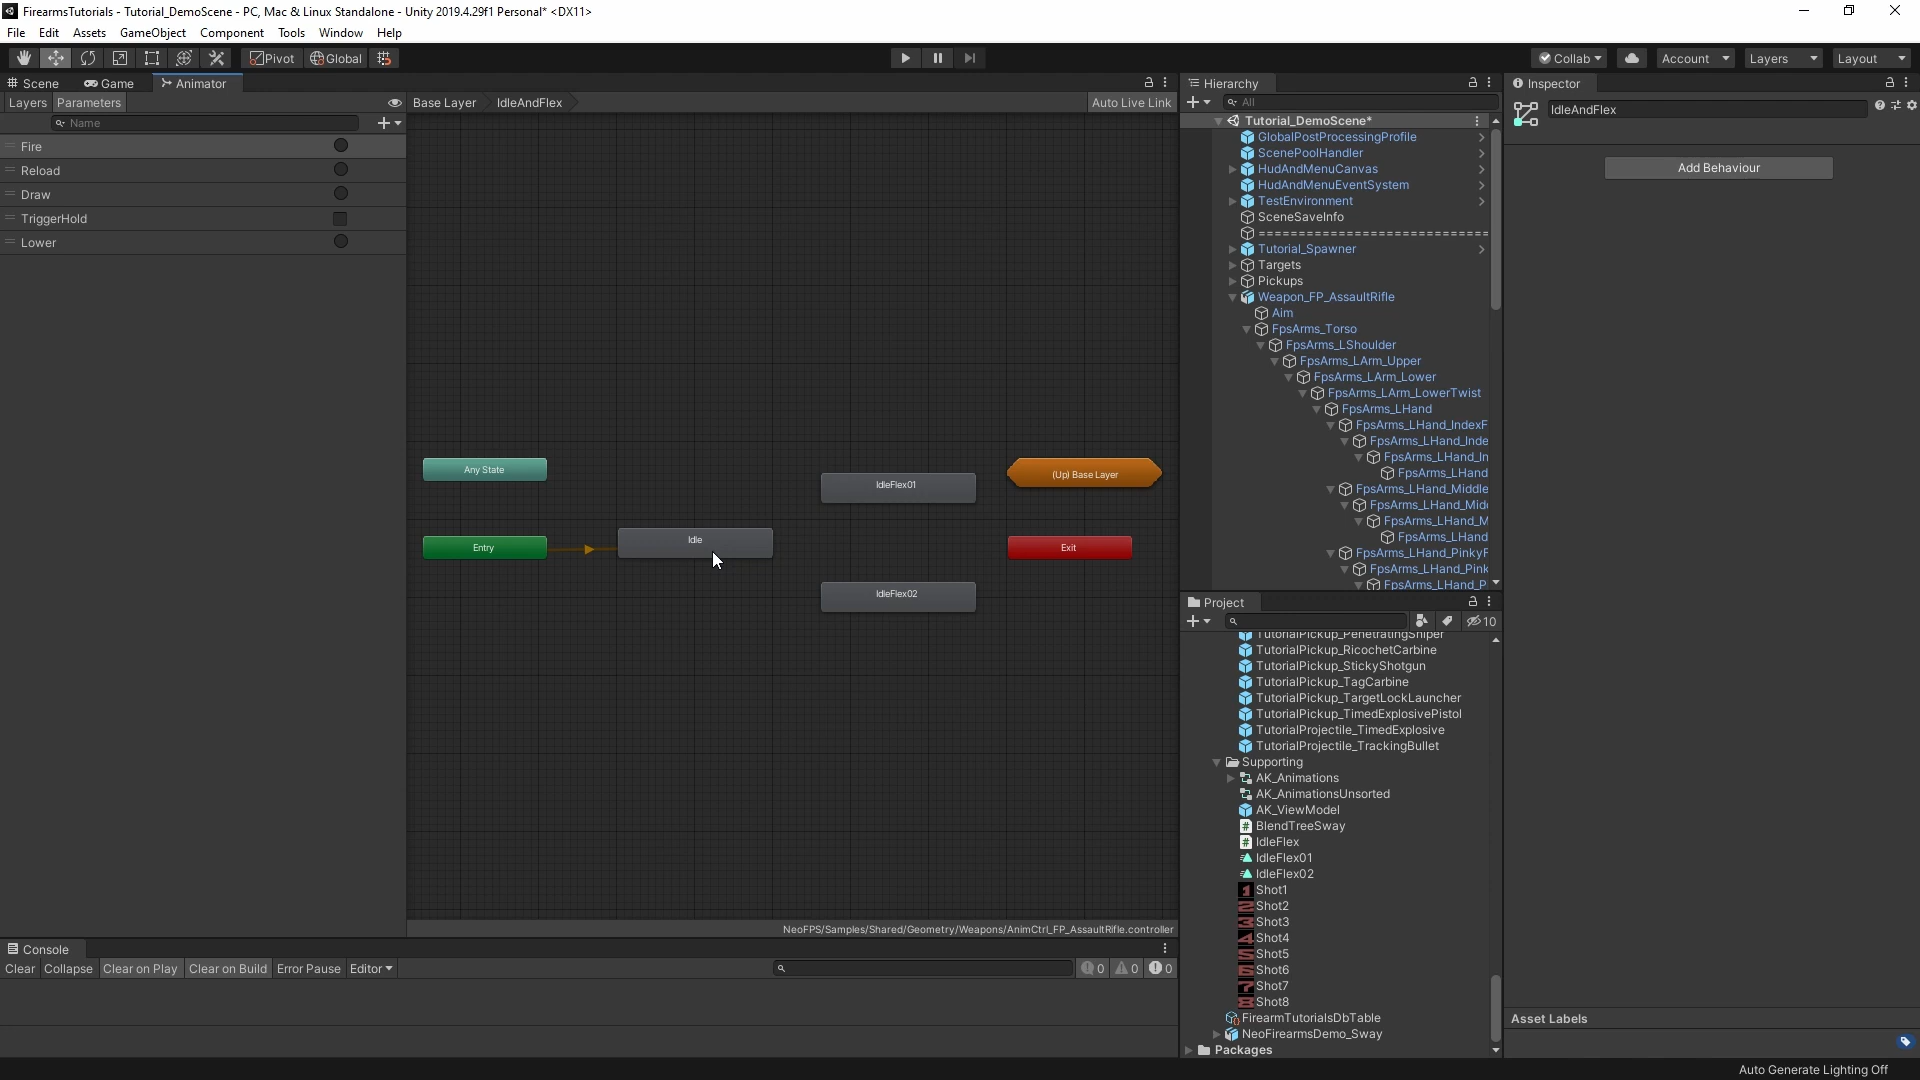 FirearmsTutorials - Tutorial_DemoScene - PC, Mac & Linux Standalone - Unity 2019.4.29f1 Personal* <DX11>
File Edit Assets GameObject Component Tools Window Help
Pivot Global Collab Account Layers Layout
Scene Game Animator
Layers Parameters
Name
Fire
Reload
Draw
TriggerHold
Lower
Base Layer IdleAndFlex Auto Live Link
Any State
IdleFlex01
(Up) Base Layer
Entry
Idle
Exit
IdleFlex02
NeoFPS/Samples/Shared/Geometry/Weapons/AnimCtrl_FP_AssaultRifle.controller
Console
Clear Collapse Clear on Play Clear on Build Error Pause Editor 0 0 0
Hierarchy
All
Tutorial_DemoScene*
GlobalPostProcessingProfile
ScenePoolHandler
HudAndMenuCanvas
HudAndMenuEventSystem
TestEnvironment
SceneSaveInfo
============================
Tutorial_Spawner
Targets
Pickups
Weapon_FP_AssaultRifle
Aim
FpsArms_Torso
FpsArms_LShoulder
FpsArms_LArm_Upper
FpsArms_LArm_Lower
FpsArms_LArm_LowerTwist
FpsArms_LHand
FpsArms_LHand_IndexF
FpsArms_LHand_Inde
FpsArms_LHand_In
FpsArms_LHand
FpsArms_LHand_Middle
FpsArms_LHand_Mid
FpsArms_LHand_M
FpsArms_LHand
FpsArms_LHand_PinkyF
FpsArms_LHand_Pink
FpsArms_LHand_P
Project
10
TutorialPickup_PenetratingSniper
TutorialPickup_RicochetCarbine
TutorialPickup_StickyShotgun
TutorialPickup_TagCarbine
TutorialPickup_TargetLockLauncher
TutorialPickup_TimedExplosivePistol
TutorialProjectile_TimedExplosive
TutorialProjectile_TrackingBullet
Supporting
AK_Animations
AK_AnimationsUnsorted
AK_ViewModel
BlendTreeSway
IdleFlex
IdleFlex01
IdleFlex02
Shot1
Shot2
Shot3
Shot4
Shot5
Shot6
Shot7
Shot8
FirearmTutorialsDbTable
NeoFirearmsDemo_Sway
Packages
Inspector
IdleAndFlex
Add Behaviour
Asset Labels
Auto Generate Lighting Off